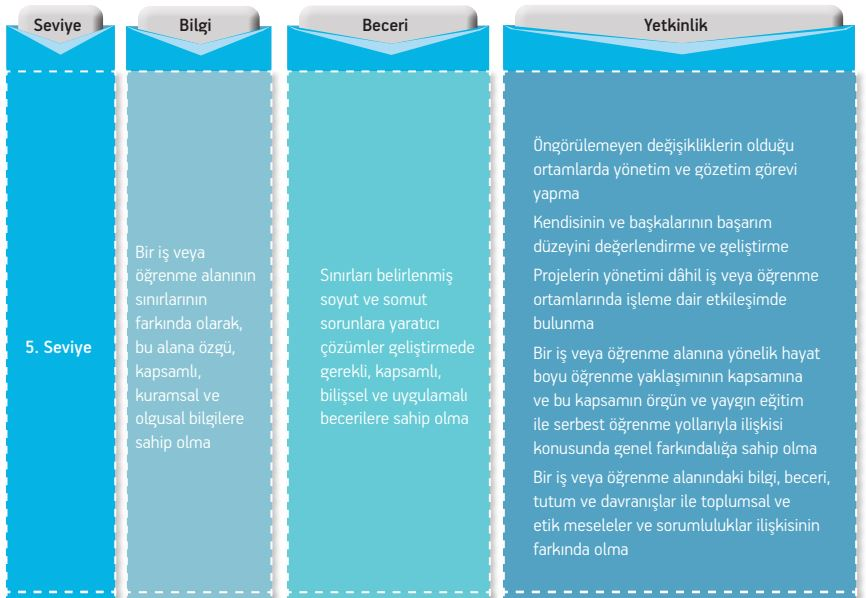 Seviye
Bilgi
Beceri
Yetkinlik
5. Seviye
Bir iş veya
öğrenme alanının
sınırlarının
farkında olarak,
bu alana özgü,
kapsamlı,
kuramsal ve
olgusal bilgilere
sahip olma
Sınırları belirlenmiş
soyut ve somut
sorunlara yaratıcı
çözümler geliştirmede
gerekli, kapsamlı,
bilişsel ve uygulamalı
becerilere sahip olma
Öngörülemeyen değişikliklerin olduğu
ortamlarda yönetim ve gözetim görevi
yapma
Kendisinin ve başkalarının başarım
düzeyini değerlendirme ve geliştirme
Projelerin yönetimi dâhil iş veya öğrenme
ortamlarında işleme dair etkileşimde
bulunma
Bir iş veya öğrenme alanına yönelik hayat
boyu öğrenme yaklaşımının kapsamına
ve bu kapsamın örgün ve yaygın eğitim
ile serbest öğrenme yollarıyla ilişkisi
konusunda genel farkındalığa sahip olma
Bir iş veya öğrenme alanındaki bilgi, beceri,
tutum ve davranışlar ile toplumsal ve
etik meseleler ve sorumluluklar ilişkisinin
farkında olma